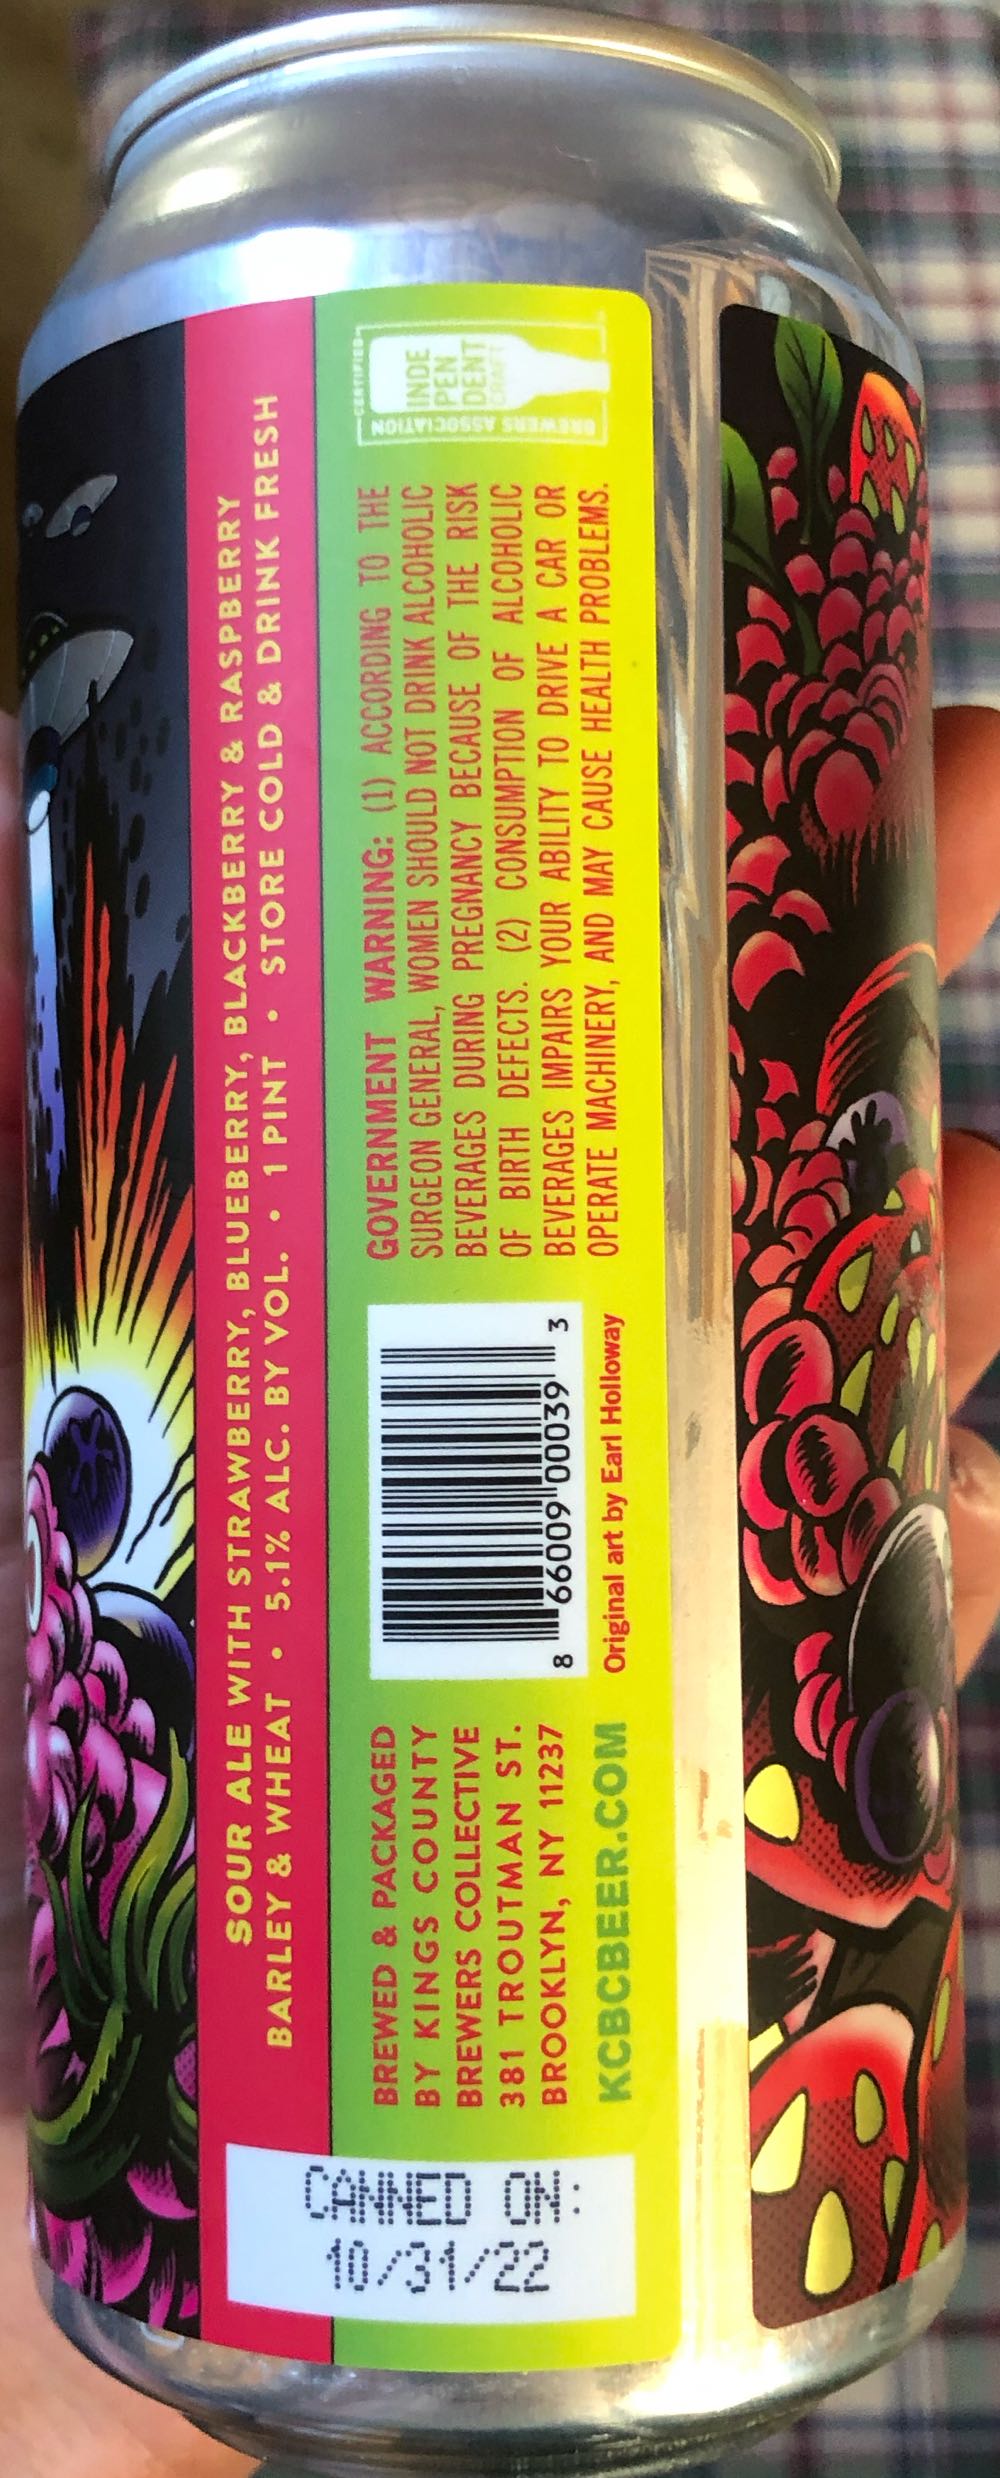 SOUR ALE WITH STRAWBERRY, BLUEBERRY, BLACKBERRY & RASPBERRY
BARLEY & WHEAT • 5.1% ALC. BY VOL. • 1 PINT • STORE COLD & DRINK FRESH
CANNED ON:
10/31/22
BREWED & PACKAGED
BY KINGS COUNTY
BREWERS COLLECTIVE
381 TROUTMAN ST.
BROOKLYN, NY 11237
KCBCBEER.COM
8 66009 00039 3
Original art by Earl Holloway
GOVERNMENT WARNING: (1) ACCORDING TO THE
SURGEON GENERAL, WOMEN SHOULD NOT DRINK ALCOHOLIC
BEVERAGES DURING PREGNANCY BECAUSE OF THE RISK
OF BIRTH DEFECTS. (2) CONSUMPTION OF ALCOHOLIC
BEVERAGES IMPAIRS YOUR ABILITY TO DRIVE A CAR OR
OPERATE MACHINERY, AND MAY CAUSE HEALTH PROBLEMS.
CERTIFIED
INDE
PEN
DENT
CRAFT
BREWERS ASSOCIATION